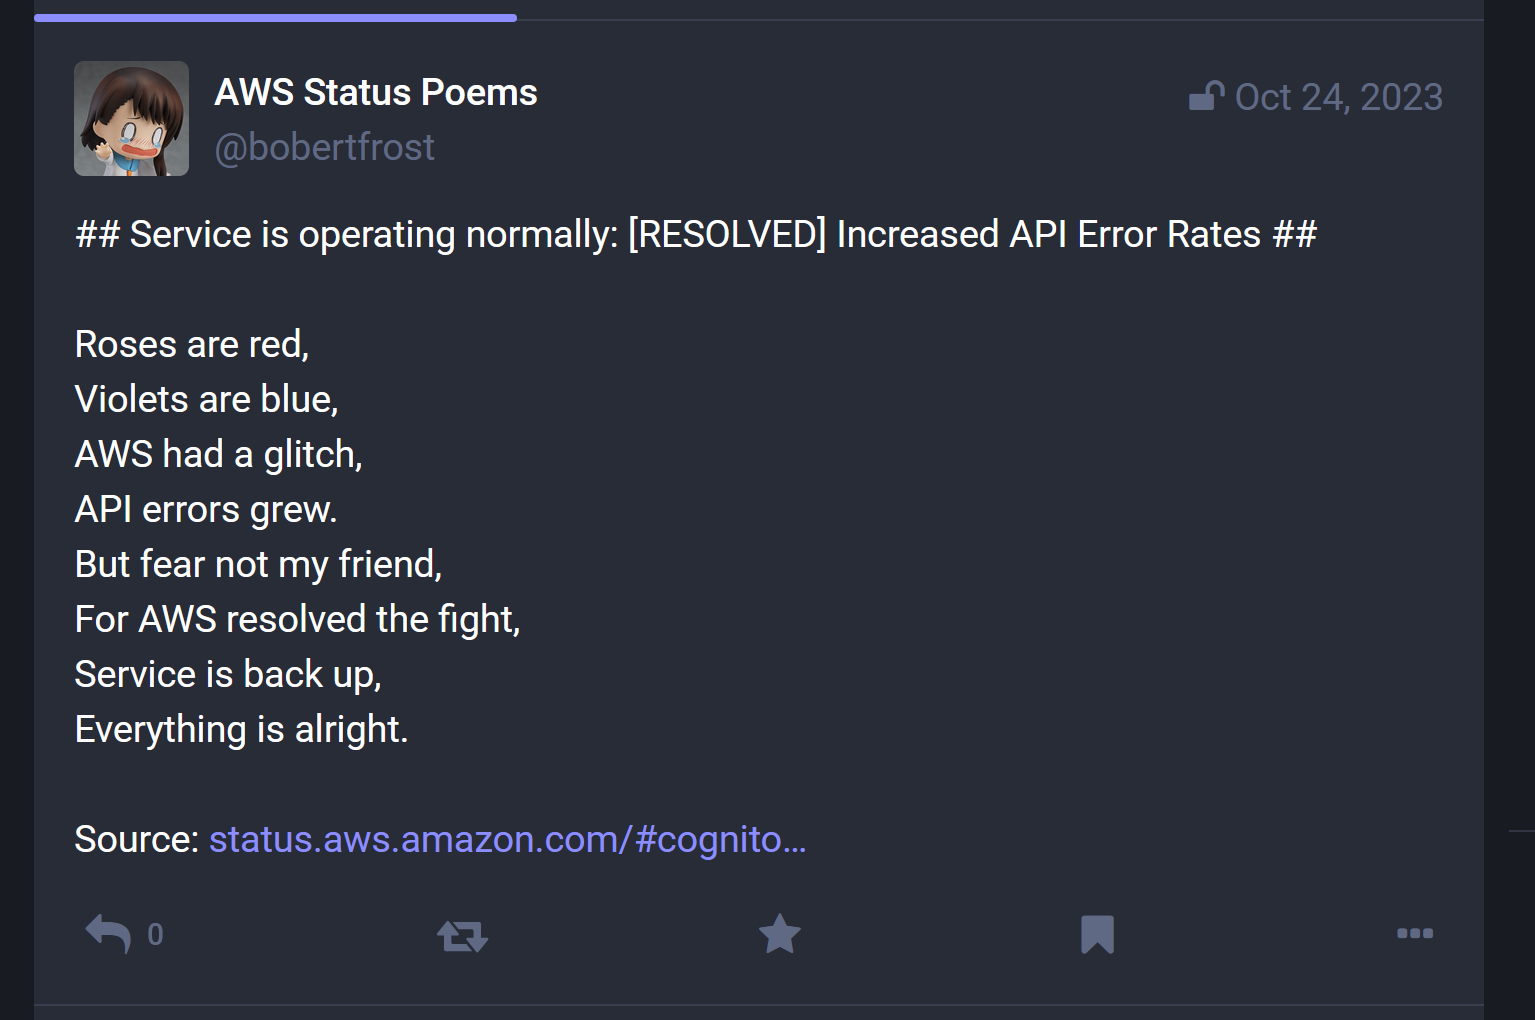 AWS Status Poems
@bobertfrost
Oct 24, 2023
## Service is operating normally: [RESOLVED] Increased API Error Rates ##
Roses are red,
Violets are blue,
AWS had a glitch,
API errors grew.
But fear not my friend,
For AWS resolved the fight,
Service is back up,
Everything is alright.
Source: status.aws.amazon.com/#cognito…
0